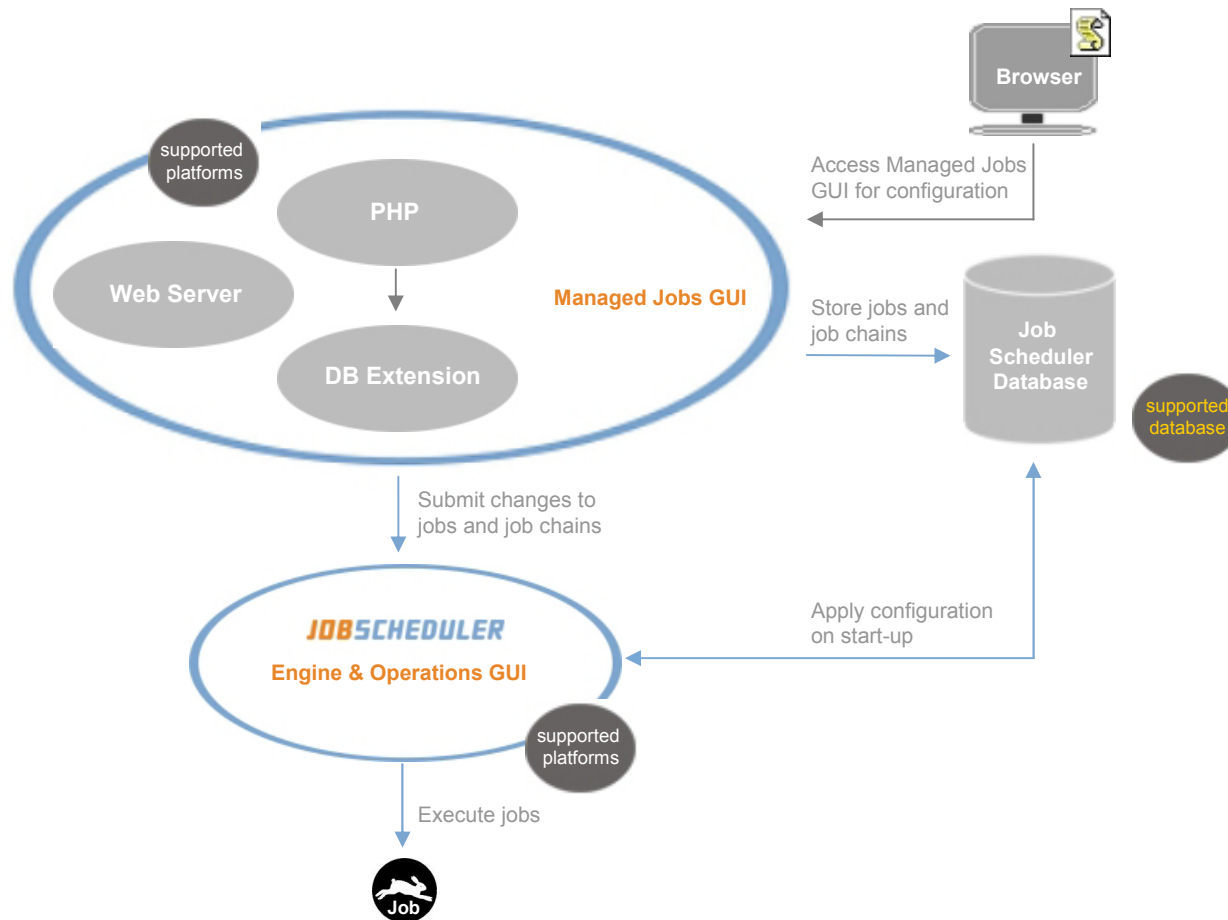 Browser
supported
platforms
Access Managed Jobs
GUI for configuration
PHP
Web Server
Managed Jobs GUI
DB Extension
Store jobs and
job chains
Job
Scheduler
Database
supported
database
Submit changes to
jobs and job chains
JOBSCHEDULER
Engine & Operations GUI
Apply configuration
on start-up
supported
platforms
Execute jobs
Job